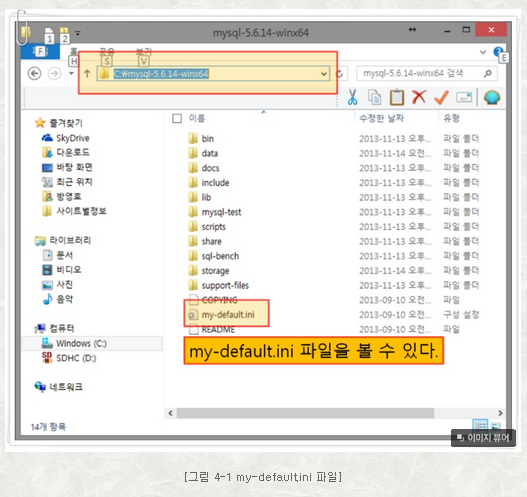 mysql-5.6.14-winx64
1 2
F 홈 공유 보기 E
H S V
C:₩mysql-5.6.14-winx64
mysql-5.6.14-winx64 검색
이름 수정한 날짜 유형
즐겨찾기
SkyDrive
다운로드
바탕 화면
최근 위치
방영호
사이트별정보
라이브러리
문서
비디오
사진
음악
컴퓨터
Windows (C:)
SDHC (D:)
네트워크
bin 2013-11-13 오후... 파일 폴더
data 2013-11-14 오전... 파일 폴더
docs 2013-11-13 오후... 파일 폴더
include 2013-11-13 오후... 파일 폴더
lib 2013-11-13 오후... 파일 폴더
mysql-test 2013-11-13 오후... 파일 폴더
scripts 2013-11-13 오후... 파일 폴더
share 2013-11-13 오후... 파일 폴더
sql-bench 2013-11-13 오후... 파일 폴더
storage 2013-11-14 오전... 파일 폴더
support-files 2013-11-13 오후... 파일 폴더
COPYING 2013-09-10 오전... 파일
my-default.ini 2013-09-10 오전... 구성 설정
README 2013-09-10 오전... 파일
my-default.ini 파일을 볼 수 있다.
14개 항목
이미지 뷰어
[그림 4-1 my-default.ini 파일]